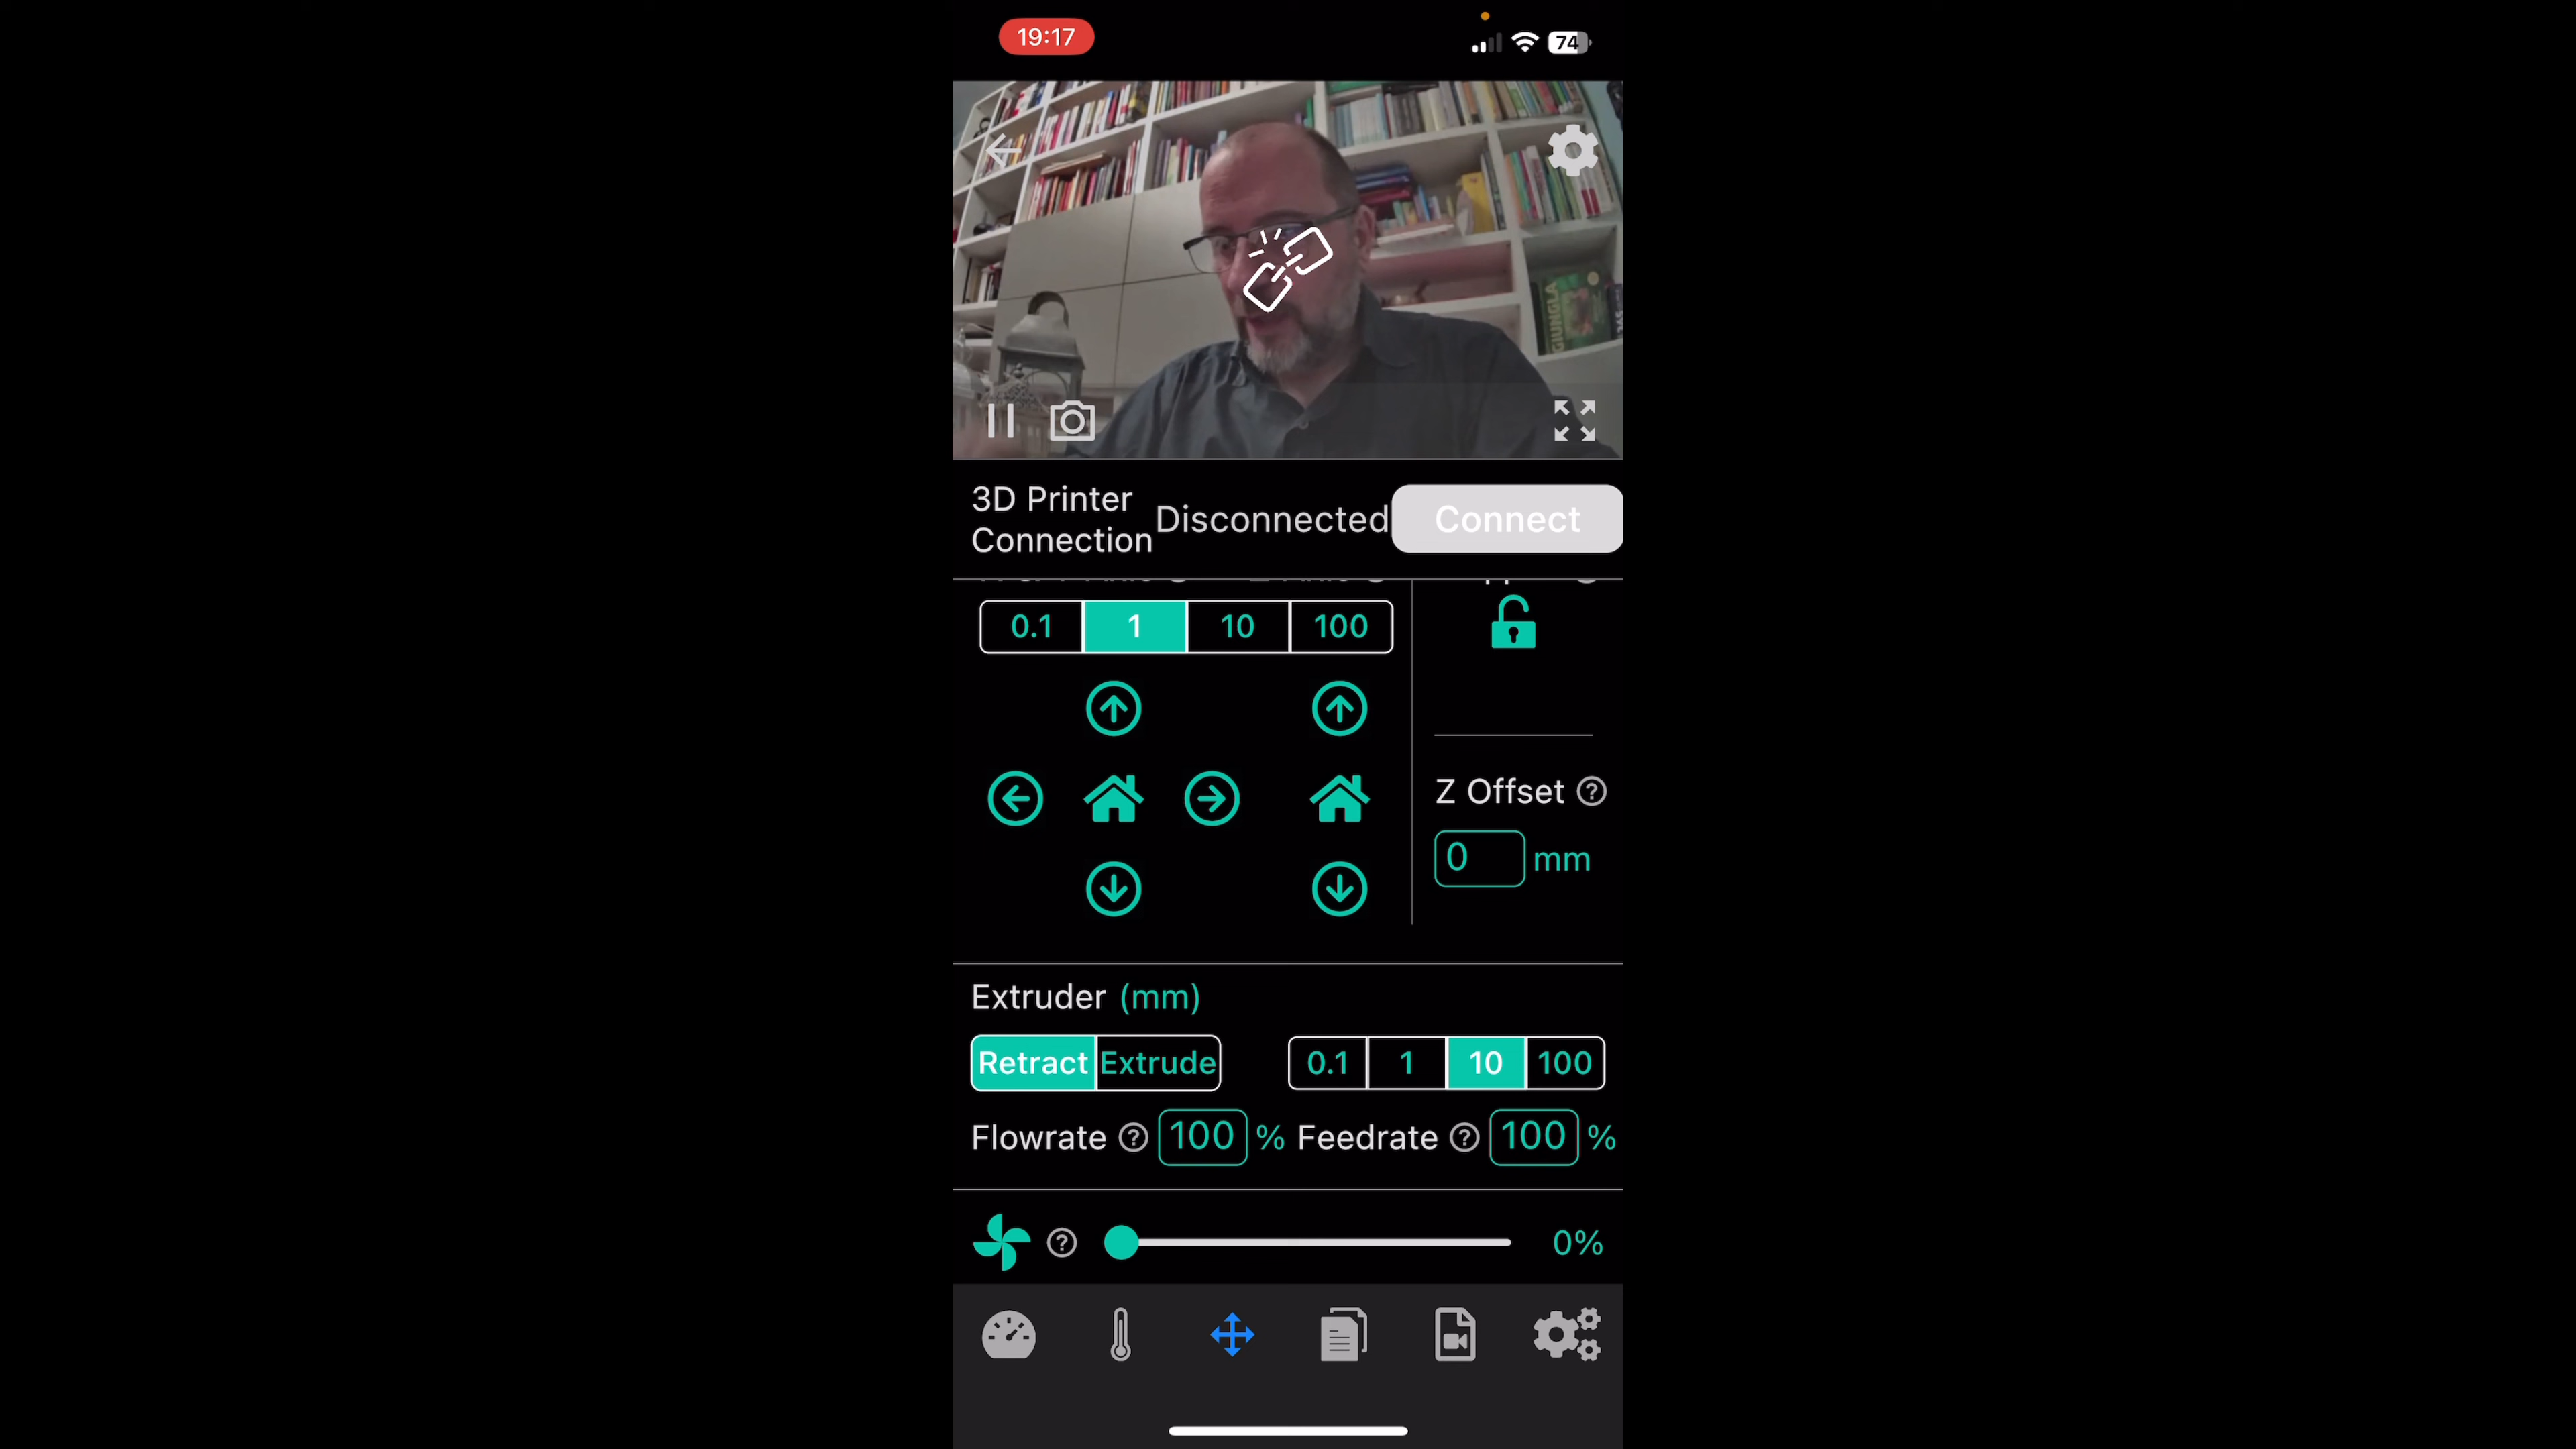 19:17
74
GIUNGLA
3D Printer
Connection
Disconnected
Connect
0.1 1 10 100
Z Offset ?
0 mm
Extruder (mm)
Retract Extrude 0.1 1 10 100
Flowrate ? 100 % Feedrate ? 100 %
? 0%